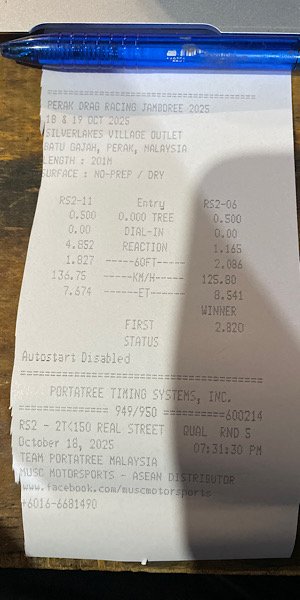 PERAK DRAG RACING JAMBOREE 2025
18 & 19 OCT 2025
SILVERLAKES VILLAGE OUTLET
BATU GAJAH, PERAK, MALAYSIA
LENGTH : 201M
SURFACE : NO-PREP / DRY
RS2-11 Entry RS2-06
0.500 0.000 TREE 0.500
0.00 DIAL-IN 0.00
4.852 REACTION 1.165
1.827 ------60FT----- 2.086
136.75 ------KM/H----- 125.80
7.674 ------ET------ 8.541
WINNER
FIRST 2.820
STATUS
Autostart Disabled
PORTATREE TIMING SYSTEMS, INC.
=============== 949/950 ===========600214
RS2 - 2TK150 REAL STREET QUAL RND 5
October 18, 2025 07:31:30 PM
TEAM PORTATREE MALAYSIA
MUSC MOTORSPORTS - ASEAN DISTRIBUTOR
www.facebook.com/muscmotorsports
+6016-6681490